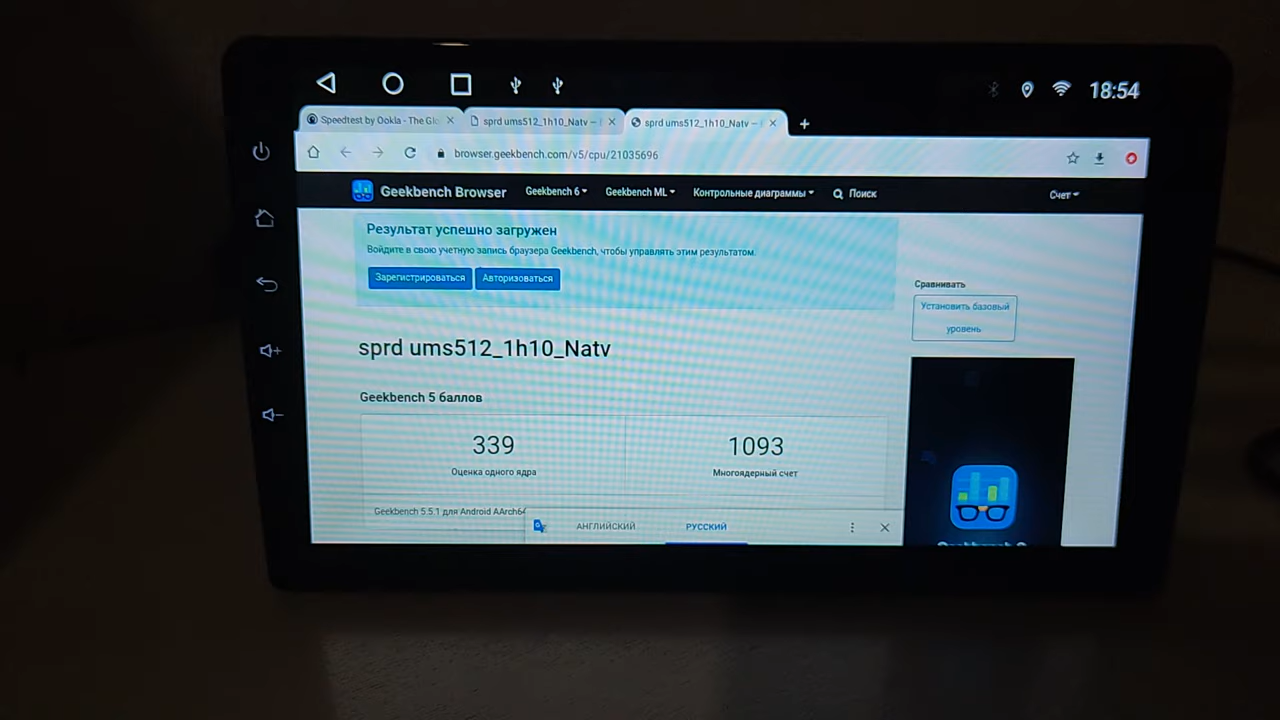 18:54
Speedtest by Ookla - The Glo
sprd ums512_1h10_Natv – |
sprd ums512_1h10_Natv – |
browser.geekbench.com/v5/cpu/21035696
Geekbench Browser
Geekbench 6
Geekbench ML
Контрольные диаграммы
Поиск
Счет
Результат успешно загружен
Войдите в свою учетную запись браузера Geekbench, чтобы управлять этим результатом.
Зарегистрироваться
Авторизоваться
Сравнивать
Установить базовый
уровень
sprd ums512_1h10_Natv
Geekbench 5 баллов
339
1093
Оценка одного ядра
Многоядерный счет
Geekbench 5.5.1 для Android AArch64
АНГЛИЙСКИЙ
РУССКИЙ